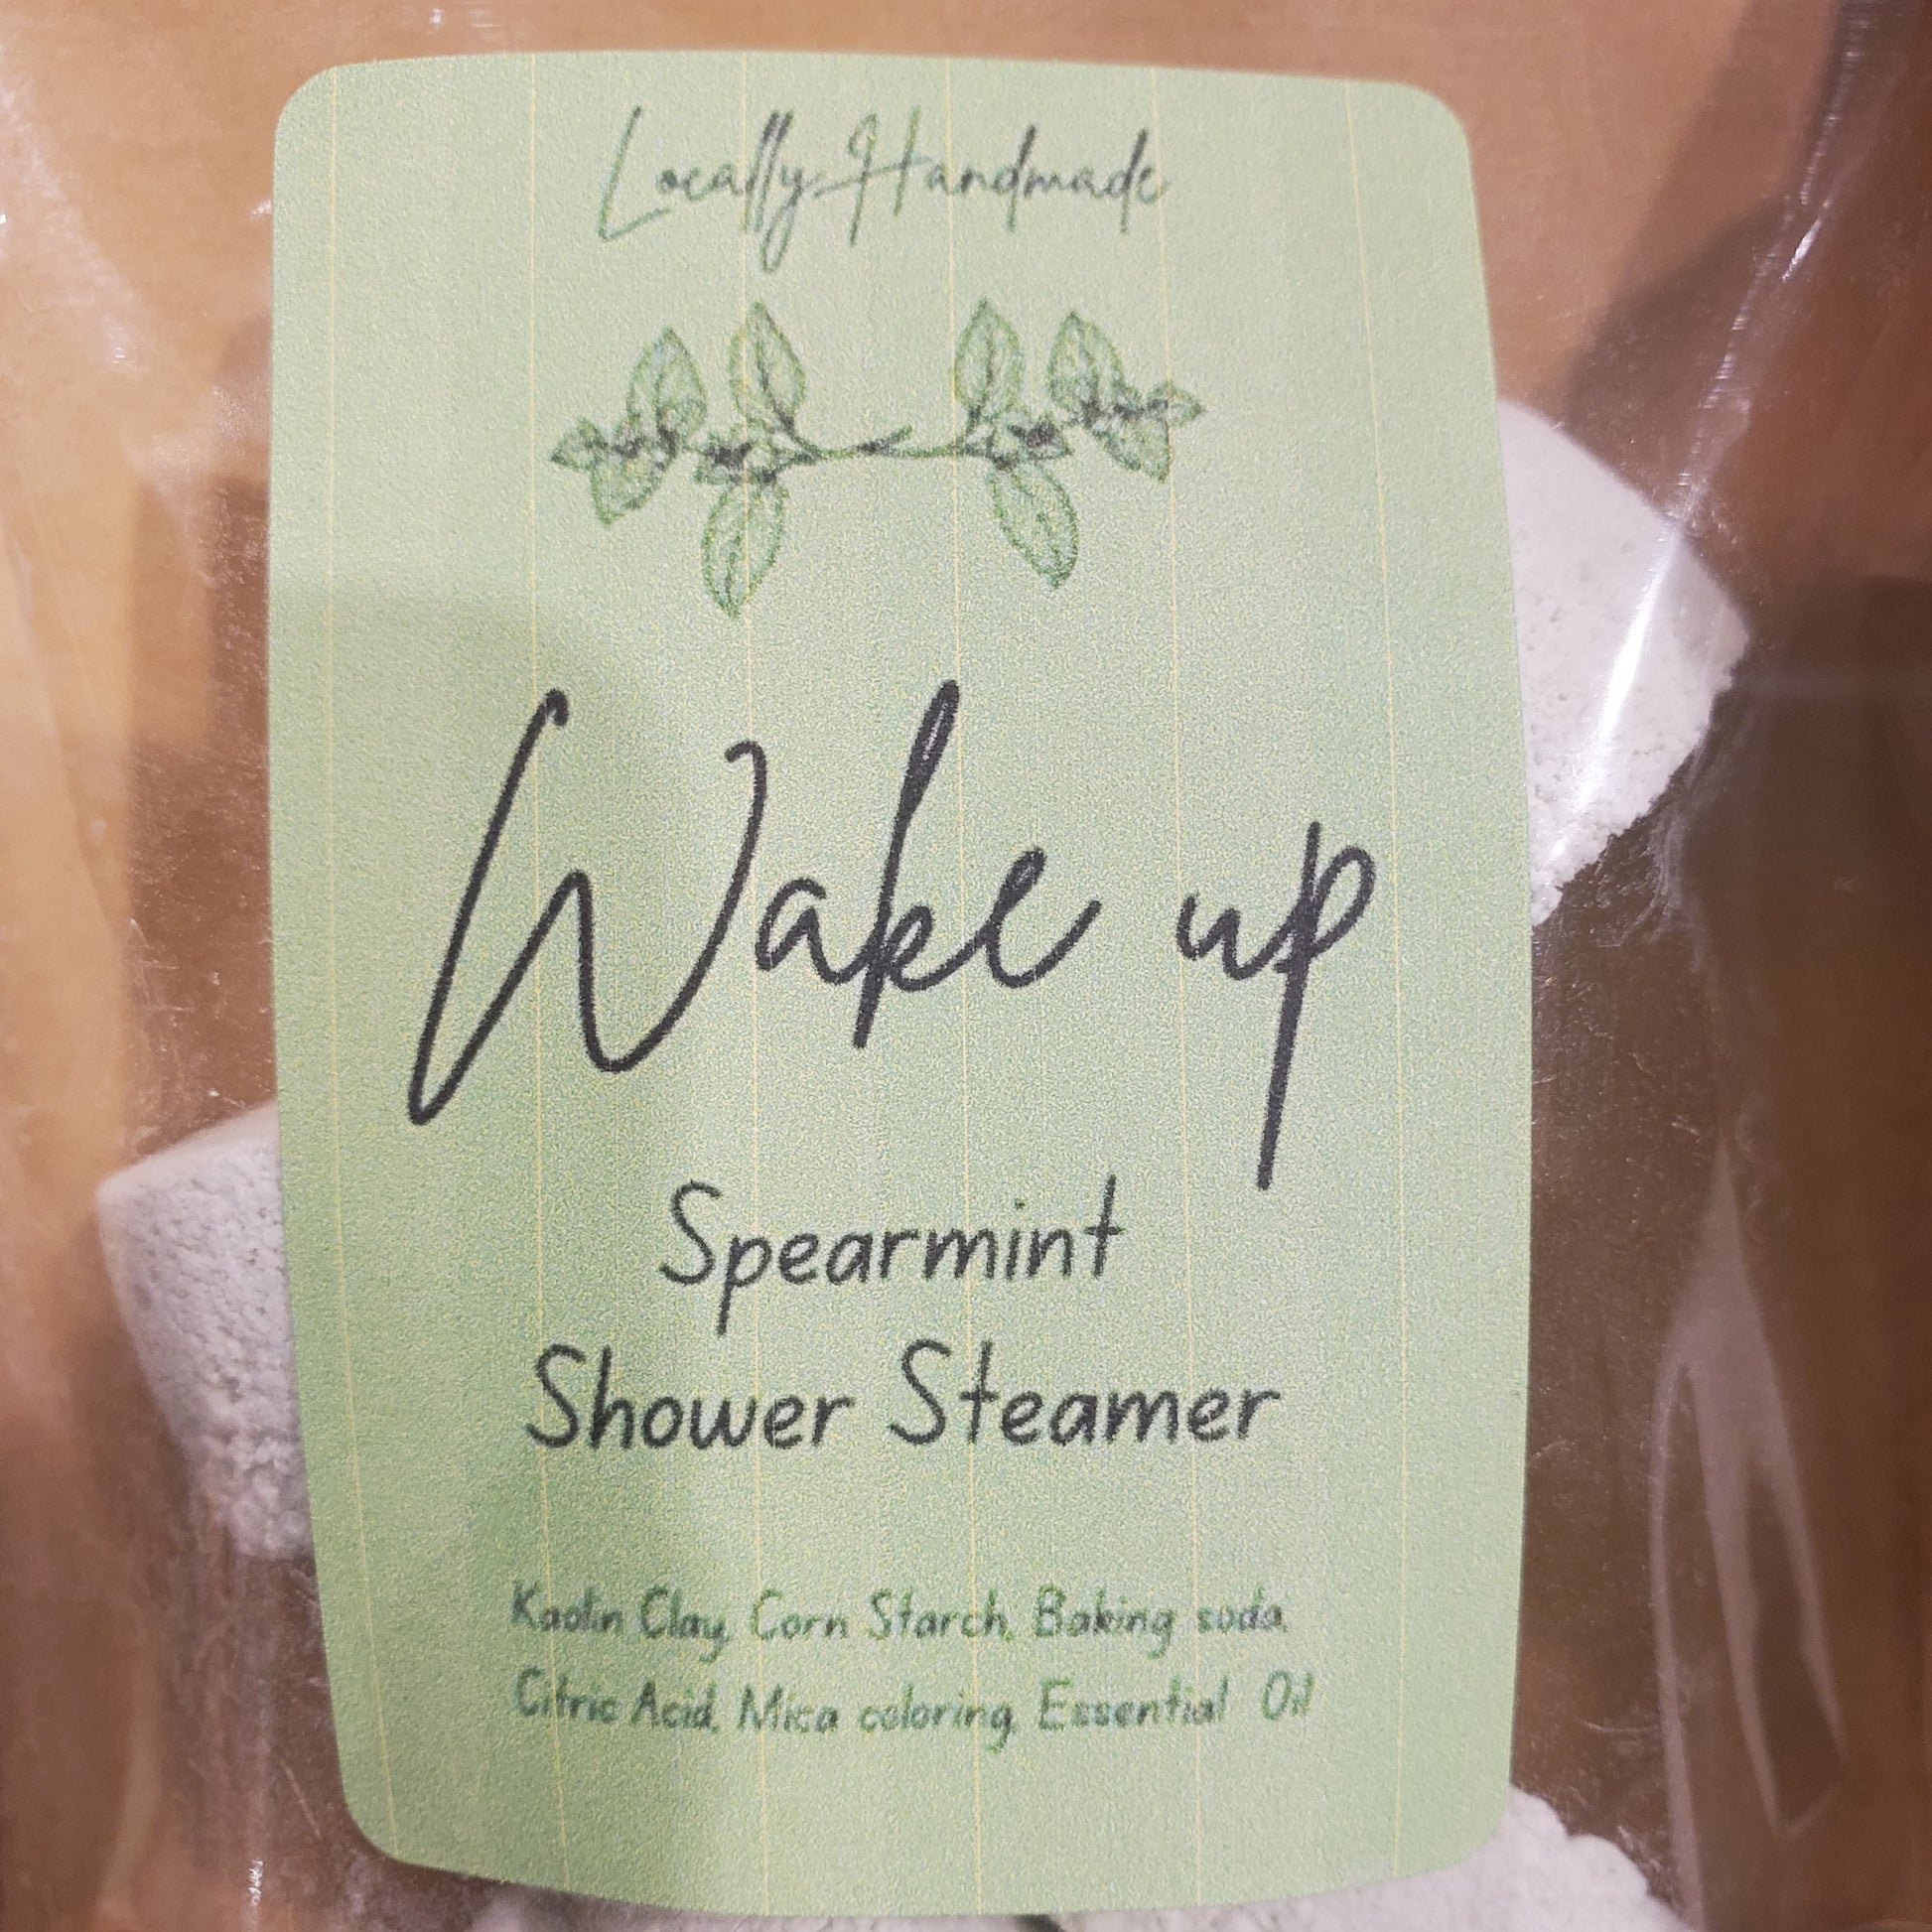 Locally Handmade
Wake up
Spearmint
Shower Steamer
Kaolin Clay, Corn Starch, Baking soda,
Citric Acid, Mica coloring, Essential Oil